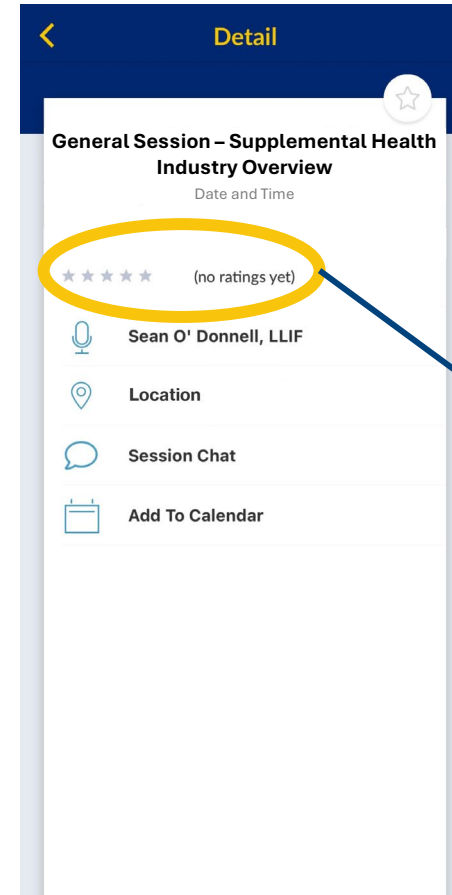 Detail
General Session – Supplemental Health
Industry Overview
Date and Time
(no ratings yet)
Sean O' Donnell, LLIF
Location
Session Chat
Add To Calendar